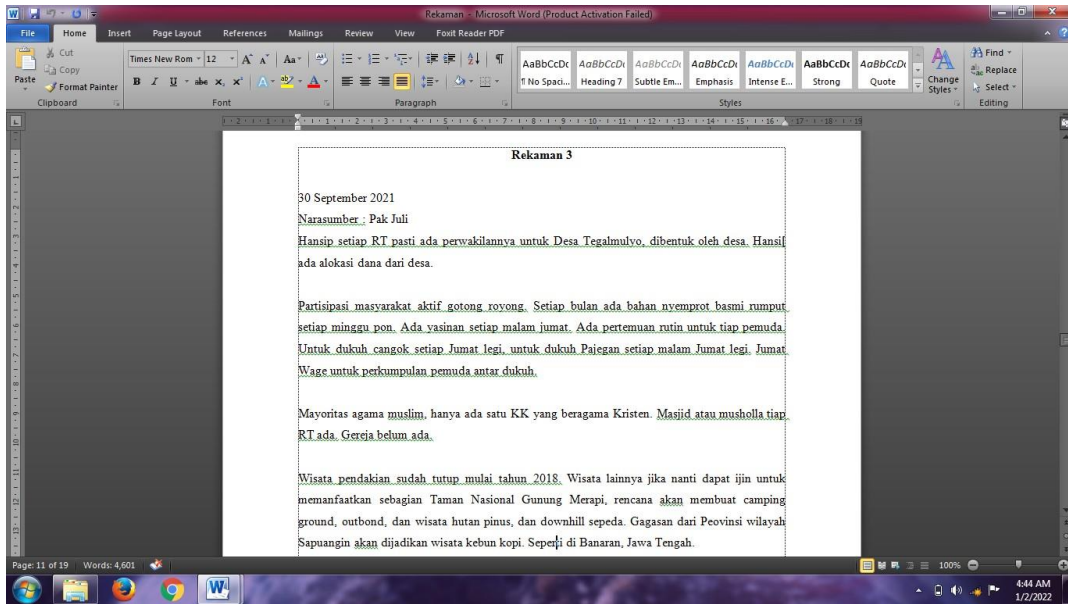 Rekaman - Microsoft Word (Product Activation Failed)
File Home Insert Page Layout References Mailings Review View Foxit Reader PDF
Cut
Copy
Format Painter
Paste
Clipboard
Times New Rom 12
Font
Paragraph
AaBbCcDc AaBbCcDc AaBbCcDc AaBbCcDc AaBbCcDc AaBbCcDc AaBbCcDc
¶ No Spaci... Heading 7 Subtle Em... Emphasis Intense E... Strong Quote
Change Styles
Styles
Find
Replace
Select
Editing
Rekaman 3
30 September 2021
Narasumber : Pak Juli
Hansip setiap RT pasti ada perwakilannya untuk Desa Tegalmulyo, dibentuk oleh desa. Hansi
ada alokasi dana dari desa.
Partisipasi masyarakat aktif gotong royong. Setiap bulan ada bahan nyemprot basmi rumput
setiap minggu pon. Ada yasinan setiap malam jumat. Ada pertemuan rutin untuk tiap pemuda.
Untuk dukuh cangok setiap Jumat legi, untuk dukuh Pajegan setiap malam Jumat legi. Jumat
Wage untuk perkumpulan pemuda antar dukuh.
Mayoritas agama muslim, hanya ada satu KK yang beragama Kristen. Masjid atau musholla tiap
RT ada. Gereja belum ada.
Wisata pendakian sudah tutup mulai tahun 2018. Wisata lainnya jika nanti dapat ijin untuk
memanfaatkan sebagian Taman Nasional Gunung Merapi, rencana akan membuat camping
ground, outbond, dan wisata hutan pinus, dan downhill sepeda. Gagasan dari Peovinsi wilayah
Sapuangin akan dijadikan wisata kebun kopi. Seperti di Banaran, Jawa Tengah.
Page: 11 of 19 Words: 4,601 100%
4:44 AM
1/2/2022